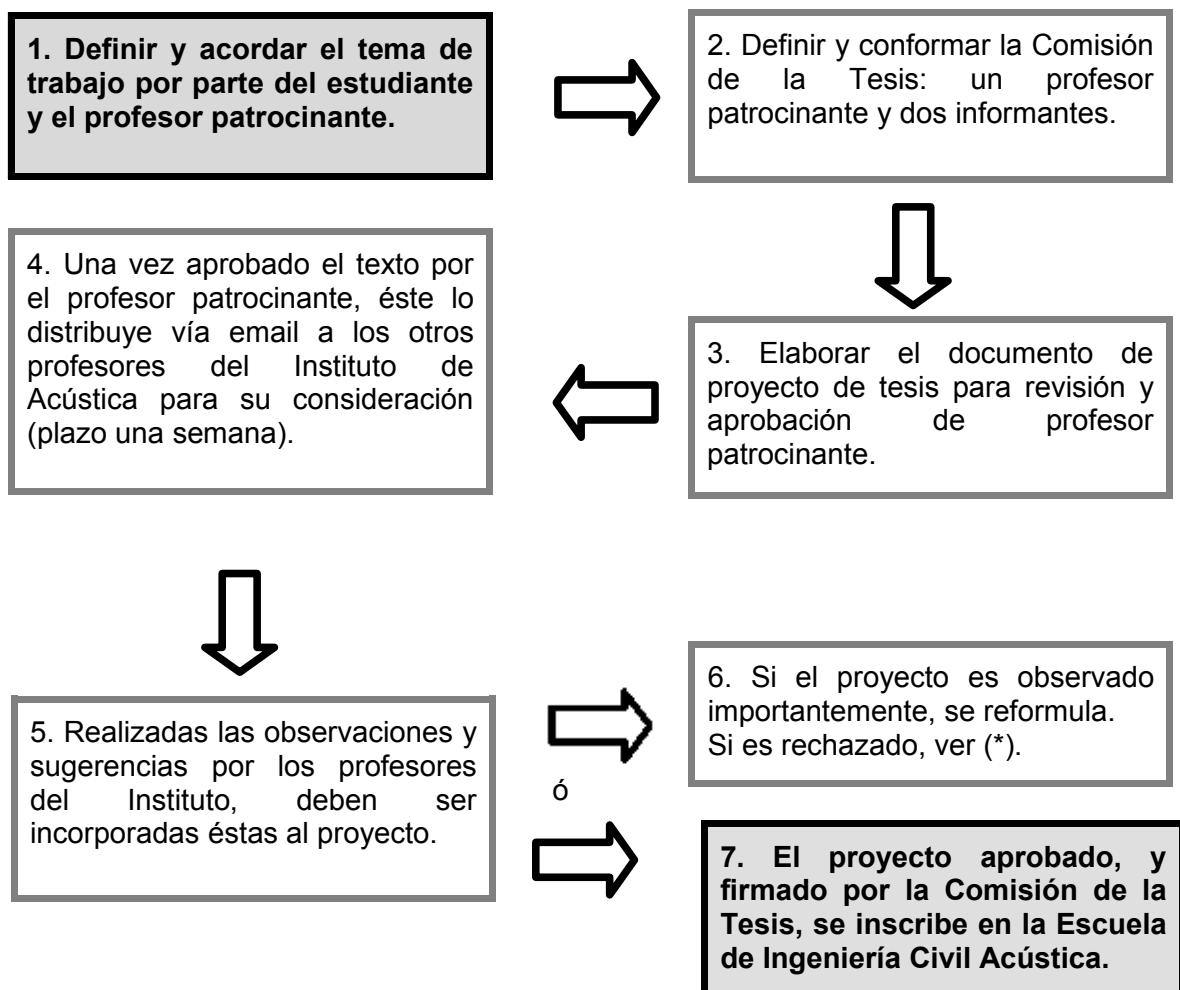 1. Definir y acordar el tema de
trabajo por parte del estudiante
y el profesor patrocinante.
2. Definir y conformar la Comisión
de la Tesis: un profesor
patrocinante y dos informantes.
3. Elaborar el documento de
proyecto de tesis para revisión y
aprobación de profesor
patrocinante.
4. Una vez aprobado el texto por
el profesor patrocinante, éste lo
distribuye vía email a los otros
profesores del Instituto de
Acústica para su consideración
(plazo una semana).
5. Realizadas las observaciones y
sugerencias por los profesores
del Instituto, deben ser
incorporadas éstas al proyecto.
6. Si el proyecto es observado
importantemente, se reformula.
Si es rechazado, ver (*).
ó
7. El proyecto aprobado, y
firmado por la Comisión de la
Tesis, se inscribe en la Escuela
de Ingeniería Civil Acústica.